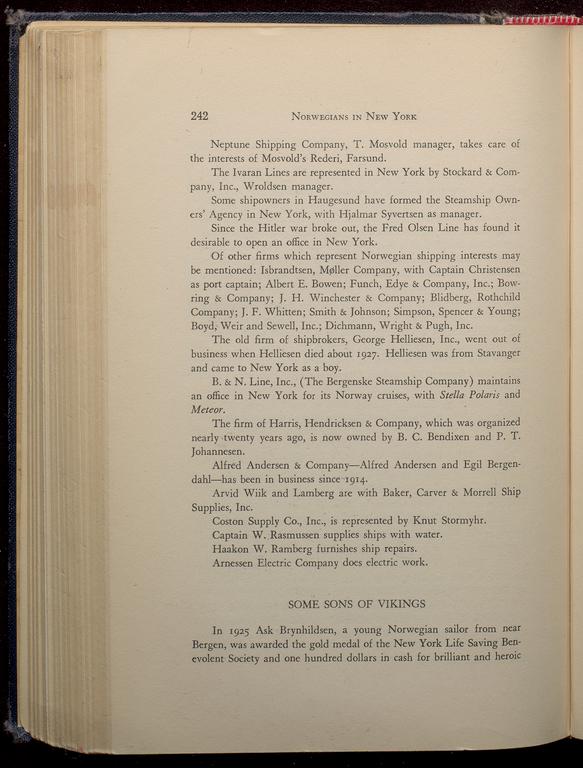 242 NORWEGIANS IN NEW YORK
Neptune Shipping Company, T. Mosvold manager, takes care of
the interests of Mosvold's Rederi, Farsund.
The Ivaran Lines are represented in New York by Stockard & Com-
pany, Inc., Wroldsen manager.
Some shipowners in Haugesund have formed the Steamship Own-
ers' Agency in New York, with Hjalmar Syvertsen as manager.
Since the Hitler war broke out, the Fred Olsen Line has found it
desirable to open an office in New York.
Of other firms which represent Norwegian shipping interests may
be mentioned: Isbrandtsen, Møller Company, with Captain Christensen
as port captain; Albert E. Bowen; Funch, Edye & Company, Inc.; Bow-
ring & Company; J. H. Winchester & Company; Blidberg, Rothchild
Company; J. F. Whitten; Smith & Johnson; Simpson, Spencer & Young;
Boyd, Weir and Sewell, Inc.; Dichmann, Wright & Pugh, Inc.
The old firm of shipbrokers, George Helliesen, Inc., went out of
business when Helliesen died about 1927. Helliesen was from Stavanger
and came to New York as a boy.
B. & N. Line, Inc., (The Bergenske Steamship Company) maintains
an office in New York for its Norway cruises, with Stella Polaris and
Meteor.
The firm of Harris, Hendricksen & Company, which was organized
nearly twenty years ago, is now owned by B. C. Bendixen and P. T.
Johannesen.
Alfred Andersen & Company—Alfred Andersen and Egil Bergen-
dahl—has been in business since 1914.
Arvid Wiik and Lamberg are with Baker, Carver & Morrell Ship
Supplies, Inc.
Coston Supply Co., Inc., is represented by Knut Stormyhr.
Captain W. Rasmussen supplies ships with water.
Haakon W. Ramberg furnishes ship repairs.
Arnessen Electric Company does electric work.
SOME SONS OF VIKINGS
In 1925 Ask Brynhildsen, a young Norwegian sailor from near
Bergen, was awarded the gold medal of the New York Life Saving Ben-
evolent Society and one hundred dollars in cash for brilliant and heroic